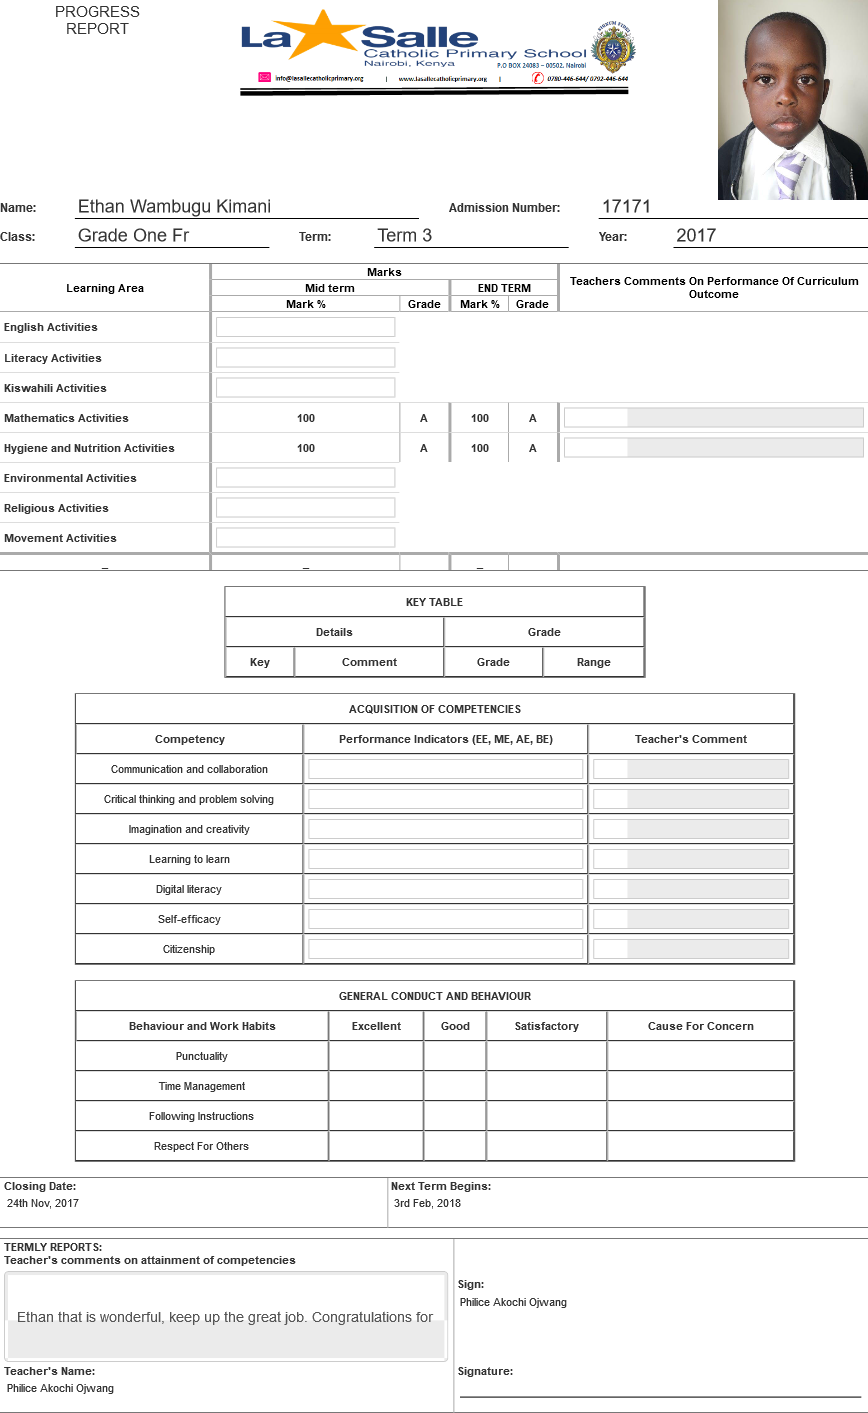 PROGRESS
REPORT
La Salle
Catholic Primary School
Nairobi, Kenya
P.O BOX 24083 – 00502, Nairobi
info@lasallecatholicprimary.org | www.lasallecatholicprimary.org | 0780-446-644/ 0792-446-644
Name: Ethan Wambugu Kimani Admission Number: 17171
Class: Grade One Fr Term: Term 3 Year: 2017
Learning Area Marks Teachers Comments On Performance Of Curriculum Outcome
Mid term END TERM
Mark % Grade Mark % Grade
English Activities
Literacy Activities
Kiswahili Activities
Mathematics Activities 100 A 100 A
Hygiene and Nutrition Activities 100 A 100 A
Environmental Activities
Religious Activities
Movement Activities
_ _ _
KEY TABLE
Details Grade
Key Comment Grade Range
ACQUISITION OF COMPETENCIES
Competency Performance Indicators (EE, ME, AE, BE) Teacher's Comment
Communication and collaboration
Critical thinking and problem solving
Imagination and creativity
Learning to learn
Digital literacy
Self-efficacy
Citizenship
GENERAL CONDUCT AND BEHAVIOUR
Behaviour and Work Habits Excellent Good Satisfactory Cause For Concern
Punctuality
Time Management
Following Instructions
Respect For Others
Closing Date: Next Term Begins:
24th Nov, 2017 3rd Feb, 2018
TERMLY REPORTS:
Teacher's comments on attainment of competencies
Ethan that is wonderful, keep up the great job. Congratulations for
Sign:
Philice Akochi Ojwang
Teacher's Name: Signature:
Philice Akochi Ojwang